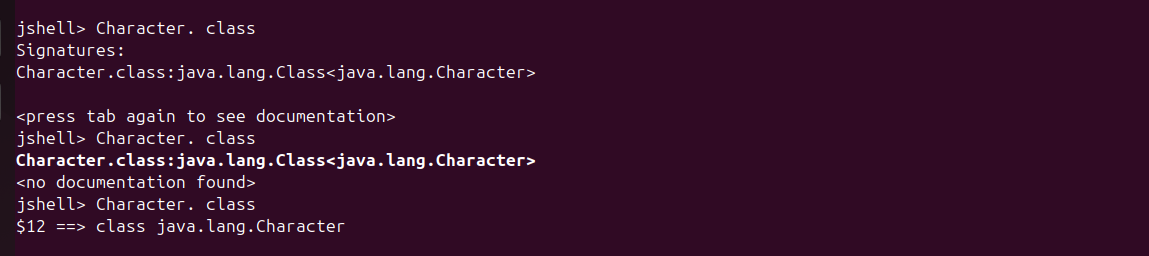 jshell> Character. class
Signatures:
Character.class:java.lang.Class<java.lang.Character>
<press tab again to see documentation>
jshell> Character. class
Character.class:java.lang.Class<java.lang.Character>
<no documentation found>
jshell> Character. class
$12 ==> class java.lang.Character